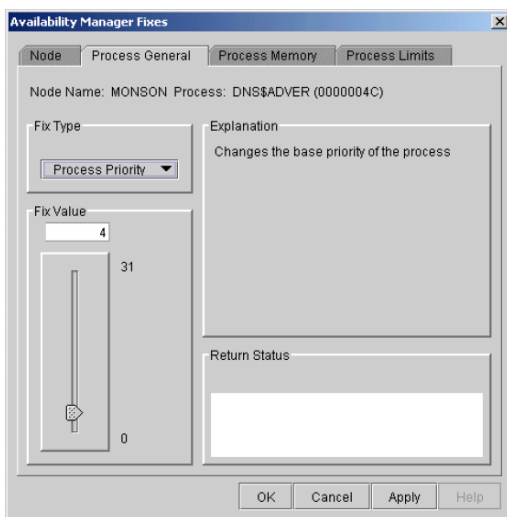 Availability Manager Fixes
Node
Process General
Process Memory
Process Limits
Node Name: MONSON Process: DNS$ADVER (0000004C)
Fix Type
Process Priority
Explanation
Changes the base priority of the process
Fix Value
4
31
0
Return Status
OK
Cancel
Apply
Help